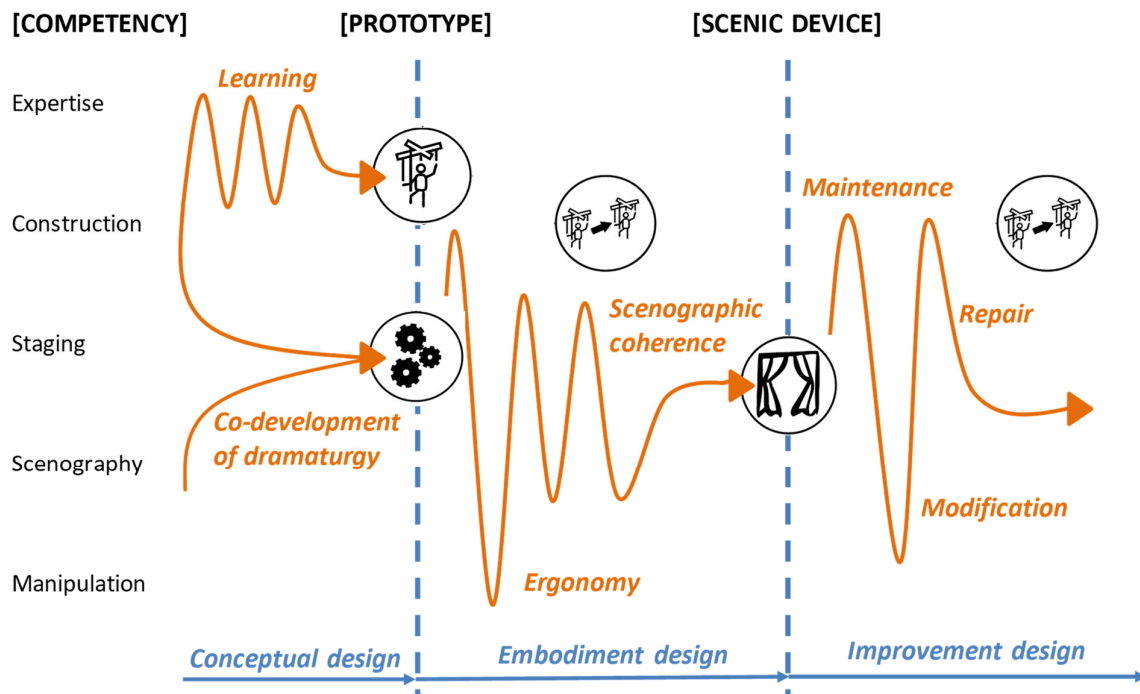 [COMPETENCY] [PROTOTYPE] [SCENIC DEVICE]
Learning
Expertise
Maintenance
Construction
Scenographic
coherence
Repair
Staging
Co-development
of dramaturgy
Scenography
Modification
Manipulation
Ergonomy
Conceptual design Embodiment design Improvement design